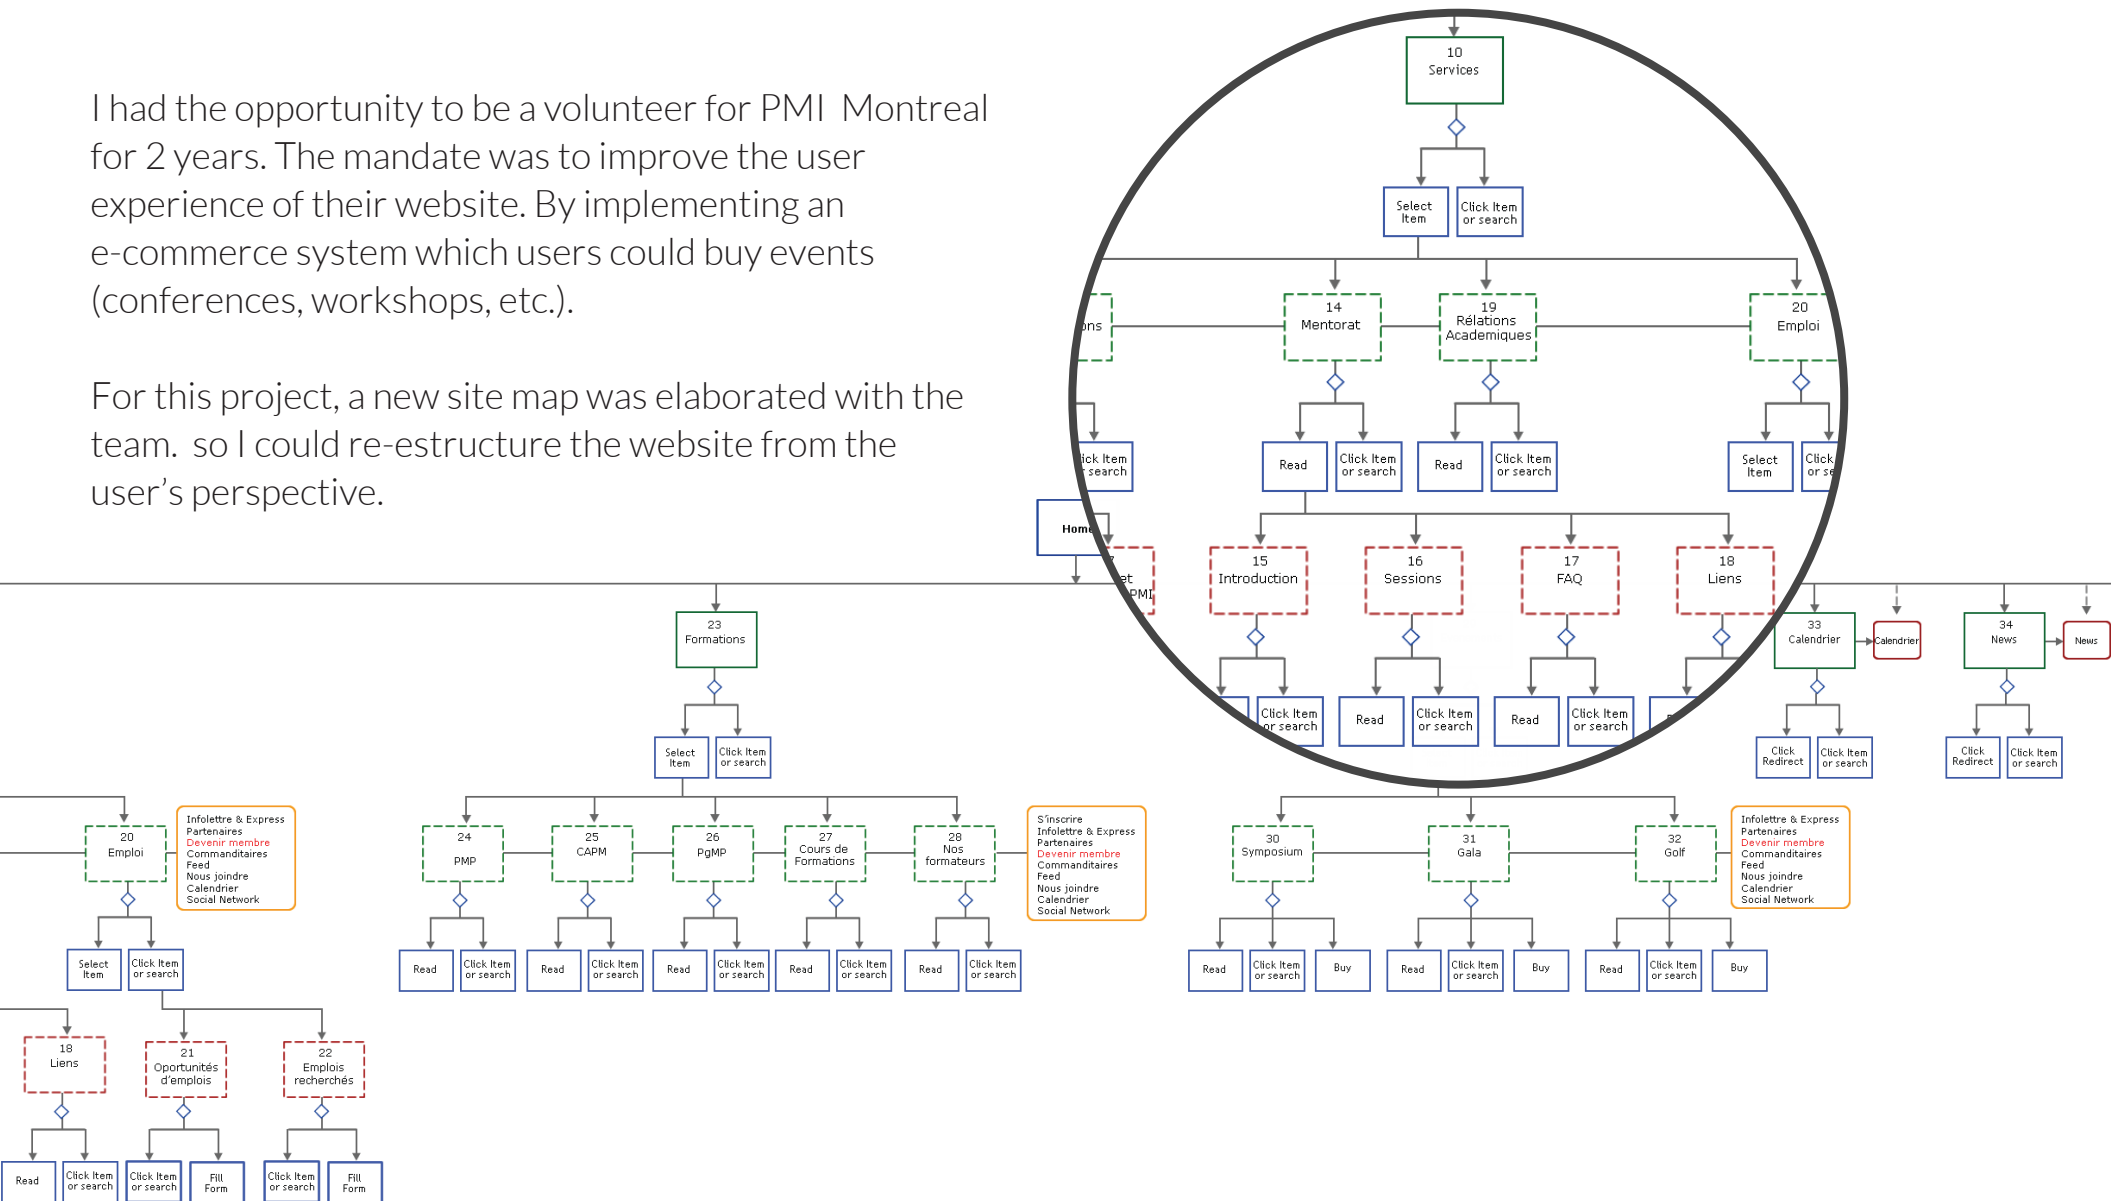 I had the opportunity to be a volunteer for PMI  Montreal
for 2 years. The mandate was to improve the user
experience of their website. By implementing an
e-commerce system which users could buy events
(conferences, workshops, etc.).
For this project, a new site map was elaborated with the
team.  so I could re-estructure the website from the
user's perspective.
10
Services
Select
Item
Click Item
or search
14
Mentorat
19
Rélations
Academiques
20
Emploi
Item
or search
Read
Click Item
or search
Read
Click Item
or search
Select
Item
Click
Home
et
PMI
15
Introduction
16
Sessions
17
FAQ
18
Liens
Click Item
or search
Read
Click Item
or search
Read
Click Item
or search
23
Formations
Select
Item
Click Item
or search
33
Calendrier
Calendrier
34
News
News
Click
Redirect
Click Item
or search
Click
Redirect
Click Item
or search
20
Emploi
Infolettre & Express
Partenaires
Devenir membre
Commanditaires
Feed
Nous joindre
Calendrier
Social Network
24
PMP
25
CAPM
26
PgMP
27
Cours de
Formations
28
Nos
formateurs
S'inscrire
Infolettre & Express
Partenaires
Devenir membre
Commanditaires
Feed
Nous joindre
Calendrier
Social Network
30
Symposium
31
Gala
32
Golf
Infolettre & Express
Partenaires
Devenir membre
Commanditaires
Feed
Nous joindre
Calendrier
Social Network
Select
Item
Click Item
or search
Read
Click Item
or search
Read
Click Item
or search
Read
Click Item
or search
Read
Click Item
or search
Read
Click Item
or search
Read
Click Item
or search
Buy
Read
Click Item
or search
Buy
Read
Click Item
or search
Buy
18
Liens
21
Oportunités
d'emplois
22
Emplois
recherchés
Read
Click Item
or search
Click Item
or search
Fill
Form
Click Item
or search
Fill
Form